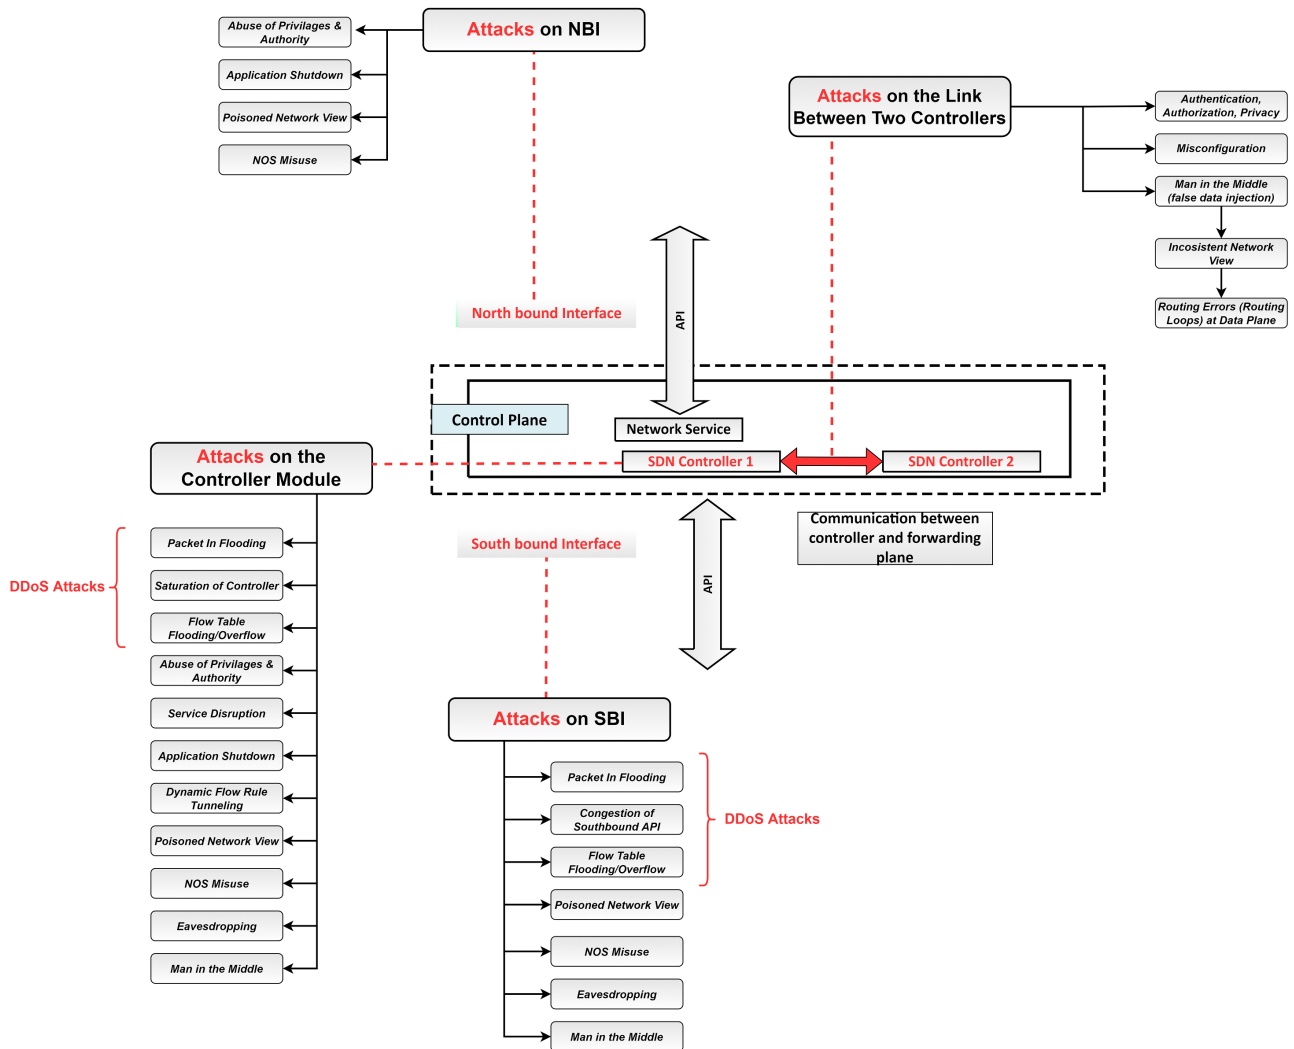 Attacks on NBI
Abuse of Privilages &
Authority
Application Shutdown
Poisoned Network View
NOS Misuse
Attacks on the Link
Between Two Controllers
Authentication,
Authorization, Privacy
Misconfiguration
Man in the Middle
(false data injection)
Incosistent Network
View
Routing Errors (Routing
Loops) at Data Plane
North bound Interface
API
Control Plane
Network Service
SDN Controller 1
SDN Controller 2
Attacks on the
Controller Module
Packet In Flooding
Saturation of Controller
Flow Table
Flooding/Overflow
DDoS Attacks
Abuse of Privilages &
Authority
Service Disruption
Application Shutdown
Dynamic Flow Rule
Tunneling
Poisoned Network View
NOS Misuse
Eavesdropping
Man in the Middle
South bound Interface
API
Communication between
controller and forwarding
plane
Attacks on SBI
Packet In Flooding
Congestion of
Southbound API
Flow Table
Flooding/Overflow
DDoS Attacks
Poisoned Network View
NOS Misuse
Eavesdropping
Man in the Middle